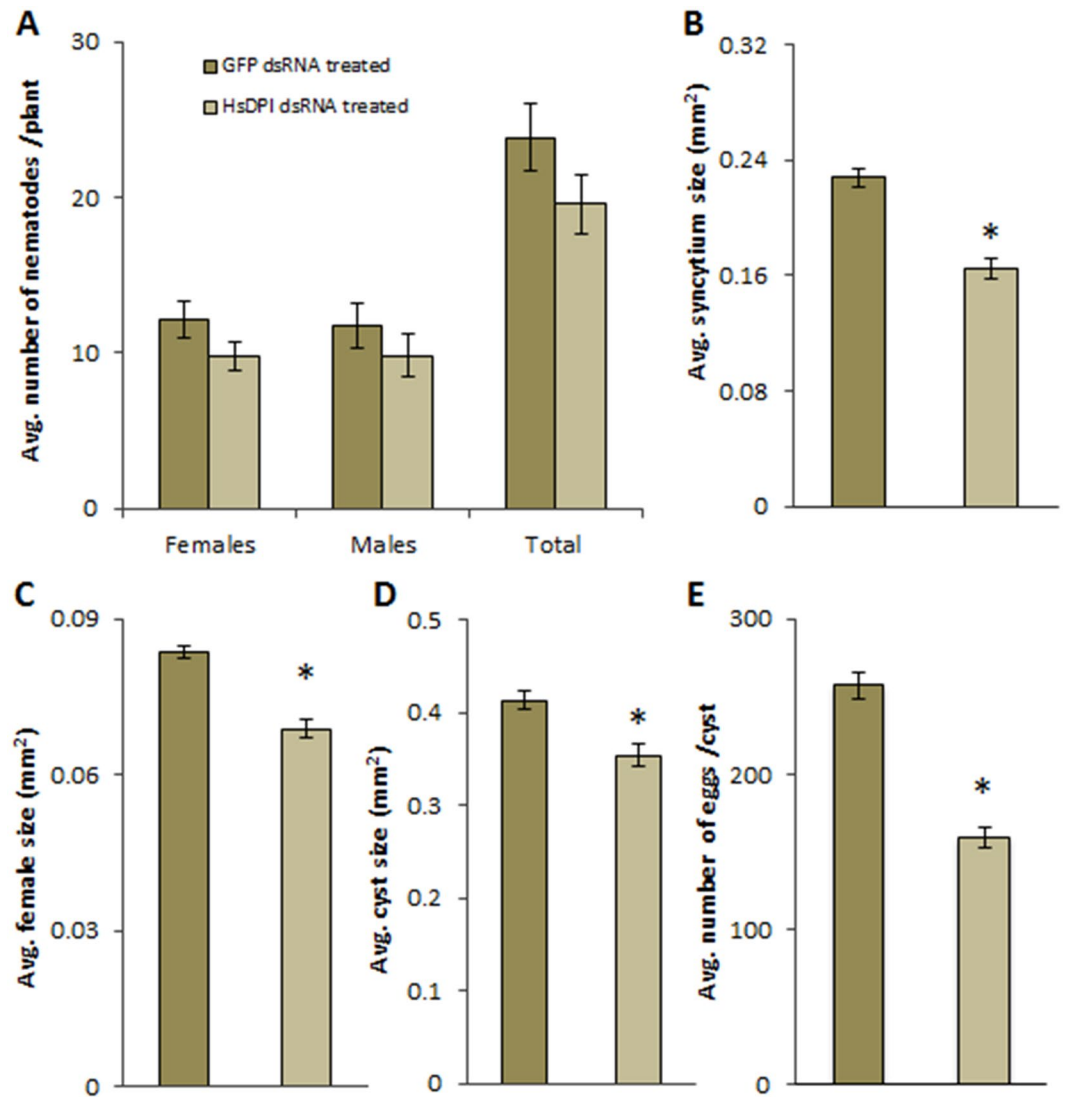 A
Avg. number of nematodes /plant
30
20
10
0
GFP dsRNA treated
HsDPI dsRNA treated
Females Males Total
B
Avg. syncytium size (mm²)
0.32
0.24
0.16
0.08
0
*
C
Avg. female size (mm²)
0.09
0.06
0.03
0
*
D
Avg. cyst size (mm²)
0.5
0.4
0.3
0.2
0.1
0
*
E
Avg. number of eggs /cyst
300
200
100
0
*